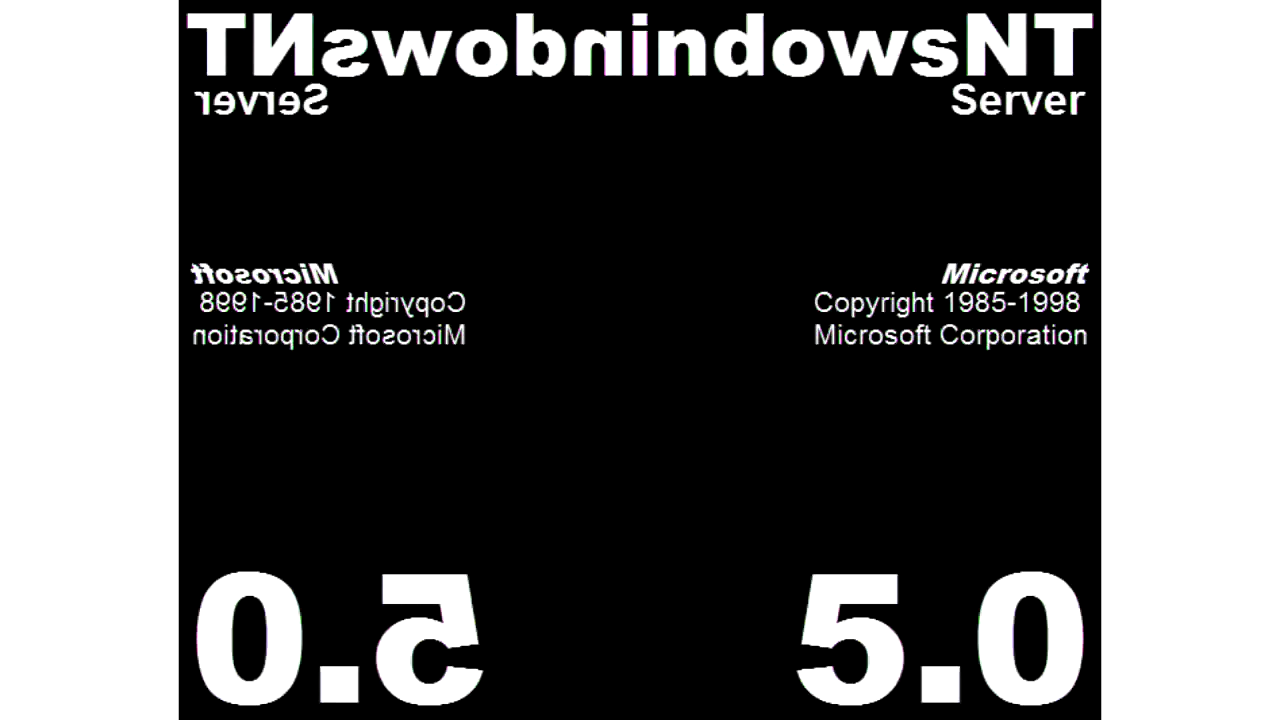 TNswobnindowsNT
Server Server
Microsoft Microsoft
Copyright 1985-1998 Copyright 1985-1998
Microsoft Corporation Microsoft Corporation
0.5 5.0